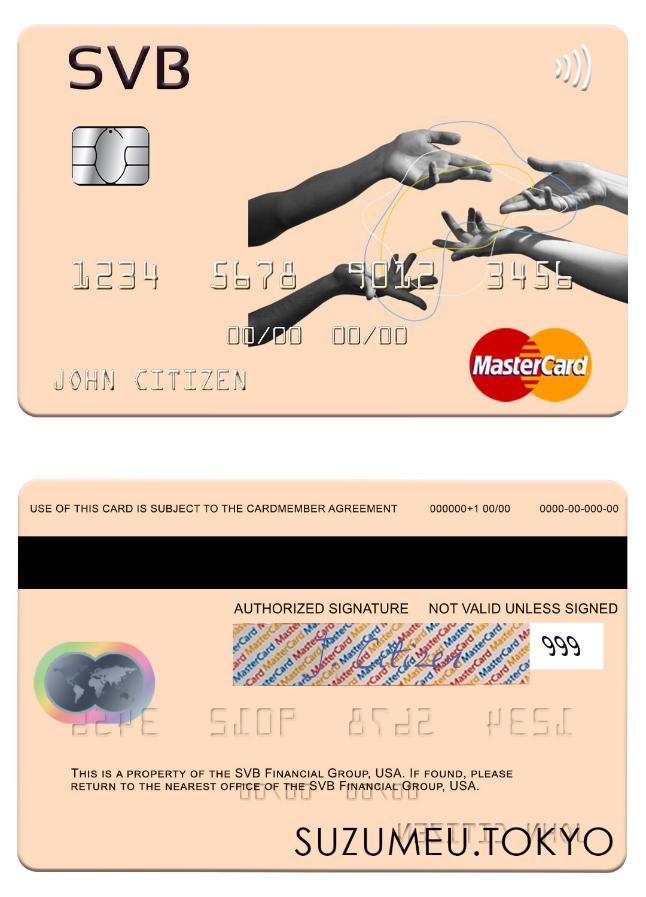 SVB
1234 5678 9012 3456
00/00 00/00
JOHN CITIZEN
MasterCard
USE OF THIS CARD IS SUBJECT TO THE CARDMEMBER AGREEMENT 000000+1 00/00 0000-00-000-00
AUTHORIZED SIGNATURE NOT VALID UNLESS SIGNED
MasterCard
J Citizen
999
THIS IS A PROPERTY OF THE SVB FINANCIAL GROUP, USA. IF FOUND, PLEASE
RETURN TO THE NEAREST OFFICE OF THE SVB FINANCIAL GROUP, USA.
SUZUMEU.TOKYO